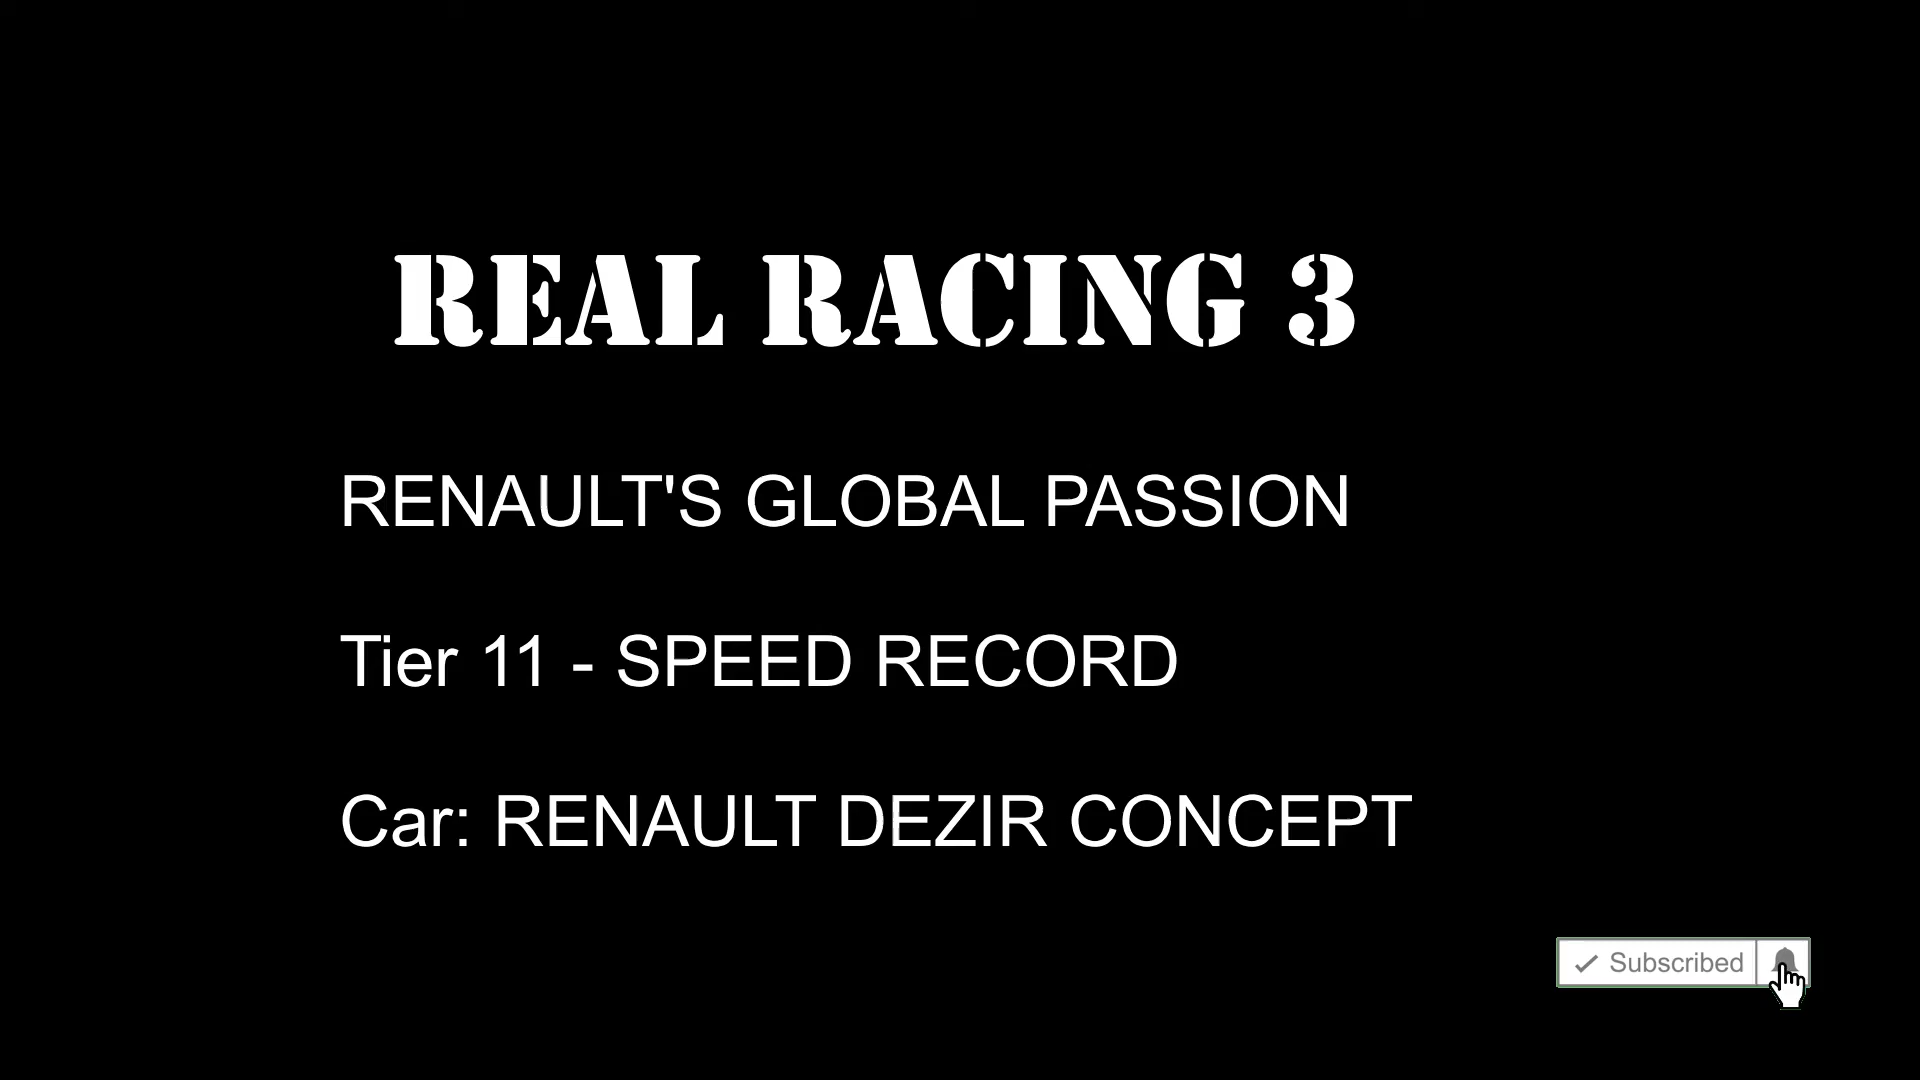 REAL RACING 3
RENAULT'S GLOBAL PASSION
Tier 11 - SPEED RECORD
Car: RENAULT DEZIR CONCEPT
Subscribed